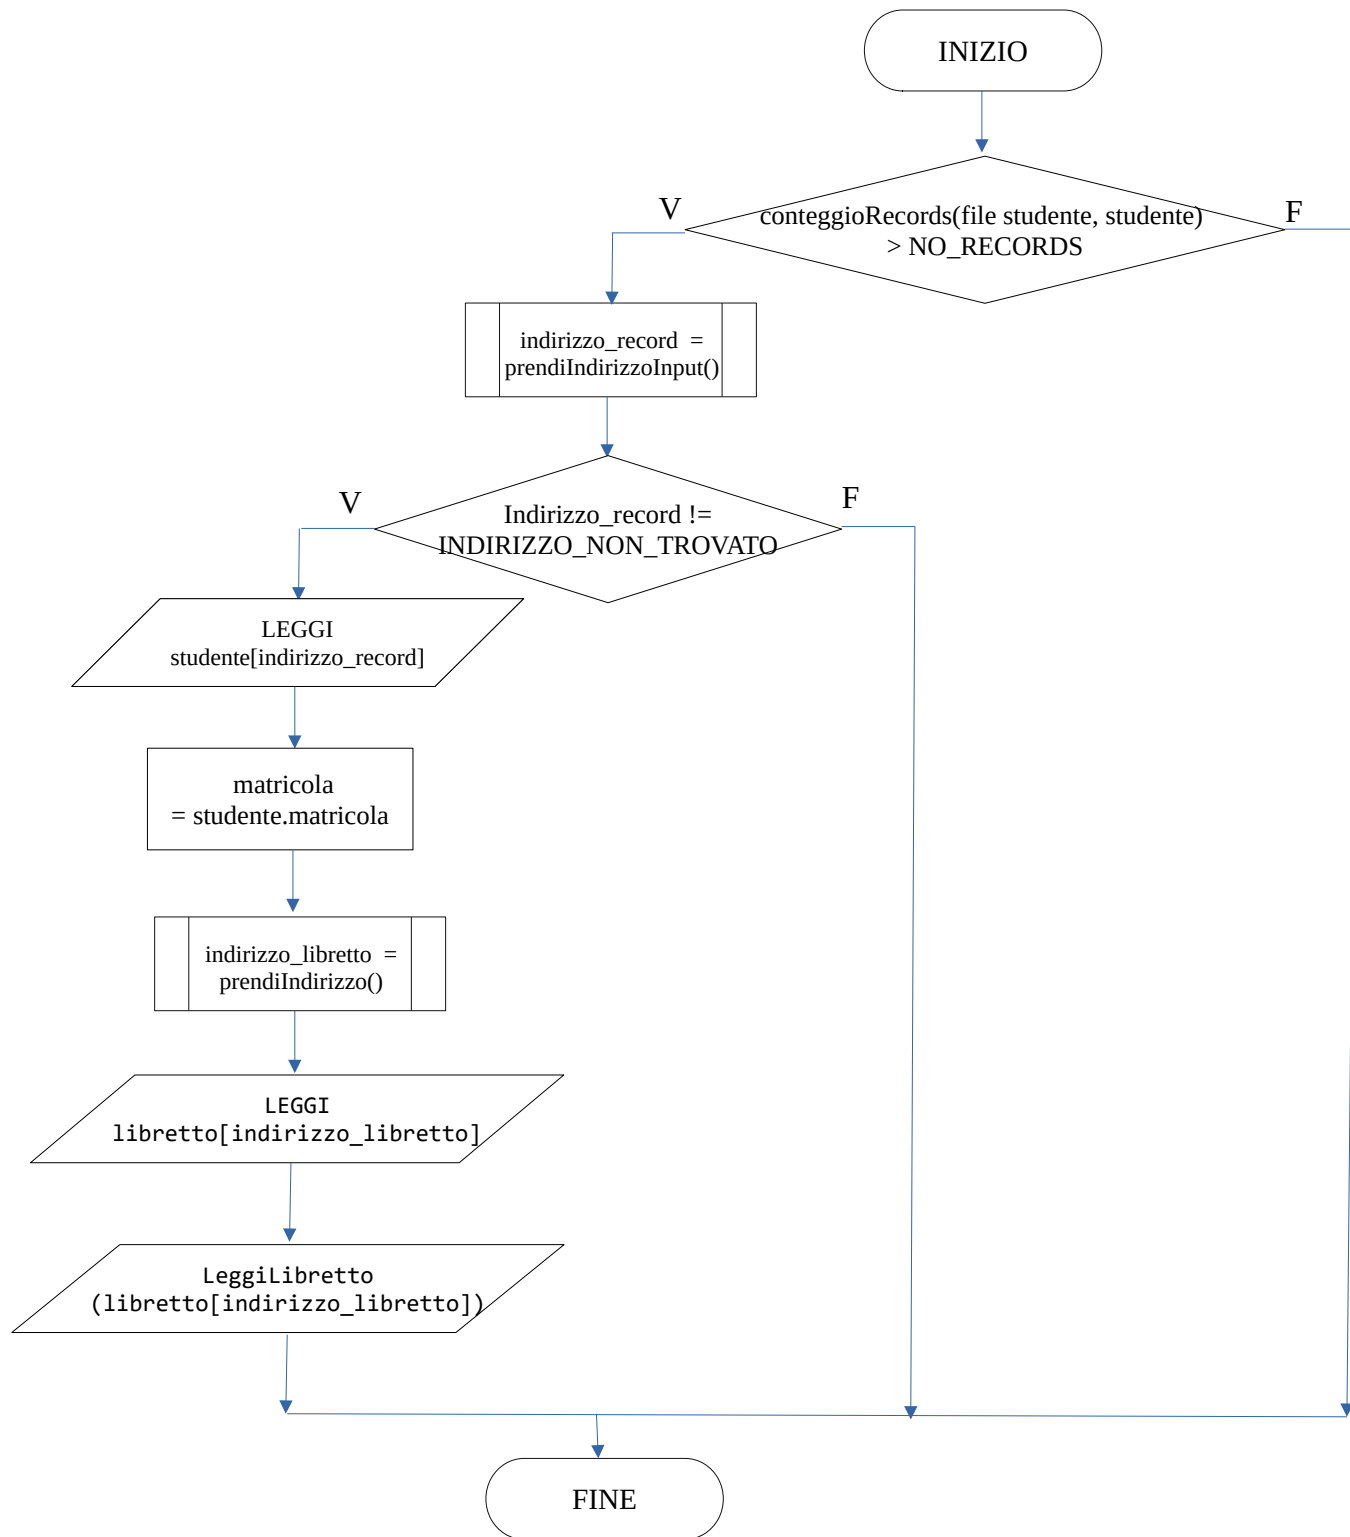 INIZIO
V
conteggioRecords(file studente, studente)
> NO_RECORDS
F
indirizzo_record =
prendiIndirizzoInput()
V
Indirizzo_record !=
INDIRIZZO_NON_TROVATO
F
LEGGI
studente[indirizzo_record]
matricola
= studente.matricola
indirizzo_libretto =
prendiIndirizzo()
LEGGI
libretto[indirizzo_libretto]
LeggiLibretto
(libretto[indirizzo_libretto])
FINE